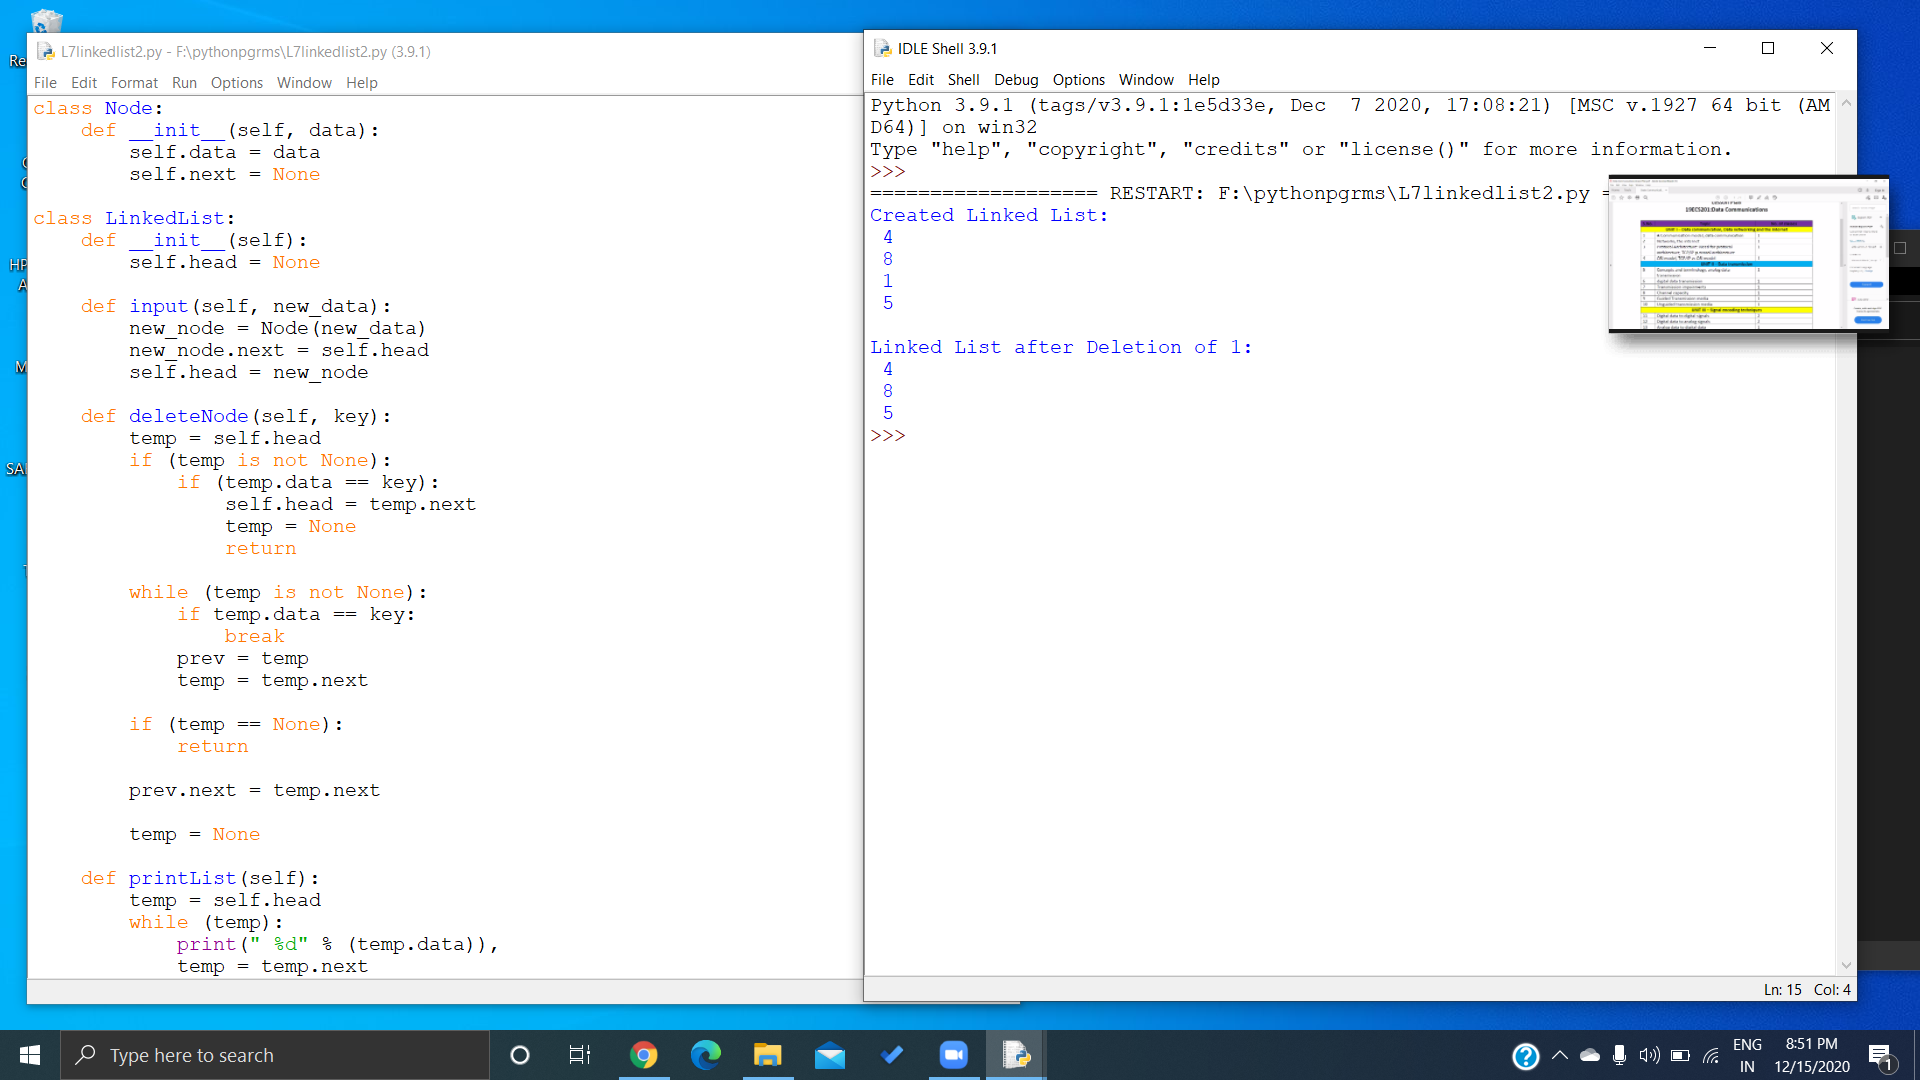 Re
HP
A
M
SAI
L7linkedlist2.py - F:\pythonpgrms\L7linkedlist2.py (3.9.1)
File Edit Format Run Options Window Help
class Node:
    def __init__(self, data):
        self.data = data
        self.next = None
class LinkedList:
    def __init__(self):
        self.head = None
    def input(self, new_data):
        new_node = Node(new_data)
        new_node.next = self.head
        self.head = new_node
    def deleteNode(self, key):
        temp = self.head
        if (temp is not None):
            if (temp.data == key):
                self.head = temp.next
                temp = None
                return
        while (temp is not None):
            if temp.data == key:
                break
            prev = temp
            temp = temp.next
        if (temp == None):
            return
        prev.next = temp.next
        temp = None
    def printList(self):
        temp = self.head
        while (temp):
            print(" %d" % (temp.data)),
            temp = temp.next
IDLE Shell 3.9.1
File Edit Shell Debug Options Window Help
Python 3.9.1 (tags/v3.9.1:1e5d33e, Dec  7 2020, 17:08:21) [MSC v.1927 64 bit (AM
D64)] on win32
Type "help", "copyright", "credits" or "license()" for more information.
>>>
=================== RESTART: F:\pythonpgrms\L7linkedlist2.py =
Created Linked List:
 4
 8
 1
 5
Linked List after Deletion of 1:
 4
 8
 5
>>>
Ln: 15 Col: 4
19ECS201:Data Communications
Type here to search
ENG
IN
8:51 PM
12/15/2020
1